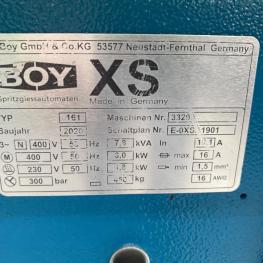 Boy GmbH & Co.KG 53577 Neustadt-Fernthal Germany
BOY XS
Spritzgiessautomaten Made in Germany
TYP 161 Maschinen Nr. 3320
Baujahr 2020 Schaltplan Nr. E-0XS. 1901
3~ N 400 V 50 Hz 7,8 kVA In A
M 400 V 50 Hz 3,0 kW max 16 A
230 V 50 Hz kW min 1,5 mm²
300 bar kg 16 AWG